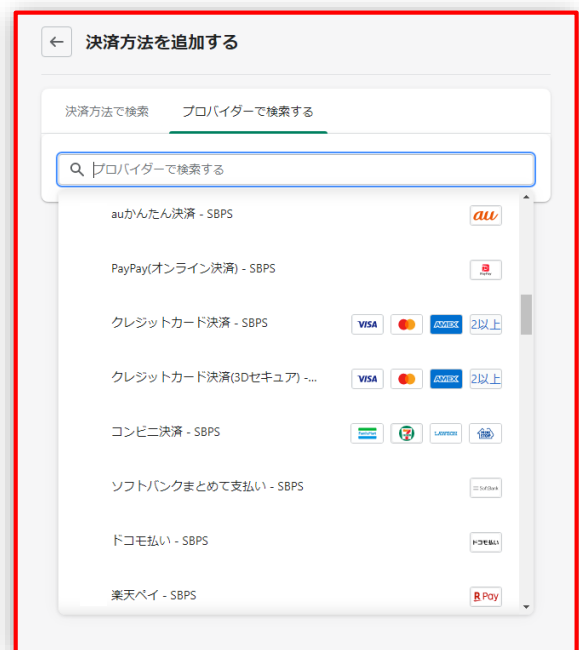 決済方法を追加する
決済方法で検索 プロバイダーで検索する
プロバイダーで検索する
auかんたん決済 - SBPS au
PayPay(オンライン決済) - SBPS PayPay
クレジットカード決済 - SBPS VISA AMEX 2以上
クレジットカード決済(3Dセキュア) -... VISA AMEX 2以上
コンビニ決済 - SBPS FamilyMart 7 LAWSON
ソフトバンクまとめて支払い - SBPS SoftBank
ドコモ払い - SBPS ドコモ払い
楽天ペイ - SBPS R Pay